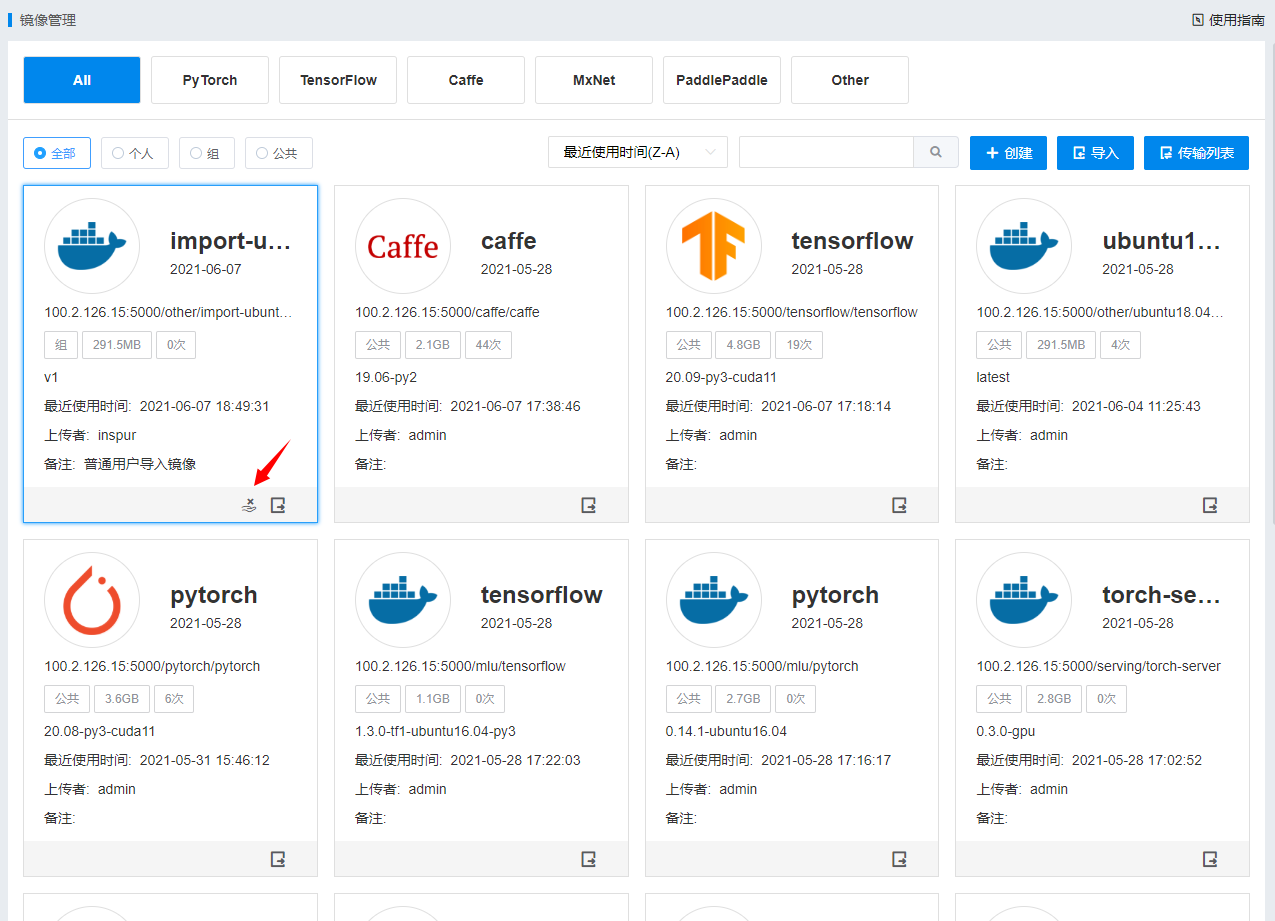 镜像管理
使用指南
All
PyTorch
TensorFlow
Caffe
MxNet
PaddlePaddle
Other
全部
个人
组
公共
最近使用时间(Z-A)
创建
导入
传输列表
import-u...
2021-06-07
100.2.126.15:5000/other/import-ubunt...
组
291.5MB
0次
v1
最近使用时间: 2021-06-07 18:49:31
上传者: inspur
备注: 普通用户导入镜像
Caffe
caffe
2021-05-28
100.2.126.15:5000/caffe/caffe
公共
2.1GB
44次
19.06-py2
最近使用时间: 2021-06-07 17:38:46
上传者: admin
备注:
tensorflow
2021-05-28
100.2.126.15:5000/tensorflow/tensorflow
公共
4.8GB
19次
20.09-py3-cuda11
最近使用时间: 2021-06-07 17:18:14
上传者: admin
备注:
ubuntu1...
2021-05-28
100.2.126.15:5000/other/ubuntu18.04...
公共
291.5MB
4次
latest
最近使用时间: 2021-06-04 11:25:43
上传者: admin
备注:
pytorch
2021-05-28
100.2.126.15:5000/pytorch/pytorch
公共
3.6GB
6次
20.08-py3-cuda11
最近使用时间: 2021-05-31 15:46:12
上传者: admin
备注:
tensorflow
2021-05-28
100.2.126.15:5000/mlu/tensorflow
公共
1.1GB
0次
1.3.0-tf1-ubuntu16.04-py3
最近使用时间: 2021-05-28 17:22:03
上传者: admin
备注:
pytorch
2021-05-28
100.2.126.15:5000/mlu/pytorch
公共
2.7GB
0次
0.14.1-ubuntu16.04
最近使用时间: 2021-05-28 17:16:17
上传者: admin
备注:
torch-se...
2021-05-28
100.2.126.15:5000/serving/torch-server
公共
2.8GB
0次
0.3.0-gpu
最近使用时间: 2021-05-28 17:02:52
上传者: admin
备注: